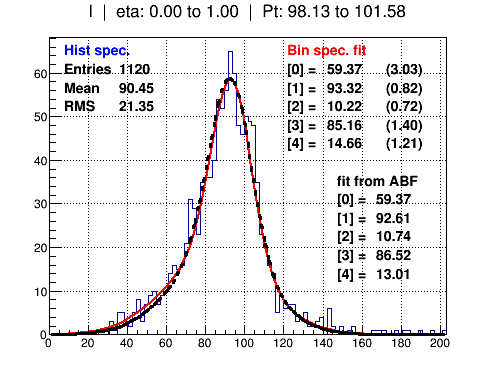 I | eta: 0.00 to 1.00 | Pt: 98.13 to 101.58
Hist spec.
Entries 1120
Mean 90.45
RMS 21.35
Bin spec. fit
[0] = 59.37 (3.03)
[1] = 93.32 (0.82)
[2] = 10.22 (0.72)
[3] = 85.16 (1.40)
[4] = 14.66 (1.21)
fit from ABF
[0] = 59.37
[1] = 92.61
[2] = 10.74
[3] = 86.52
[4] = 13.01
60
50
40
30
20
10
0
0 20 40 60 80 100 120 140 160 180 200